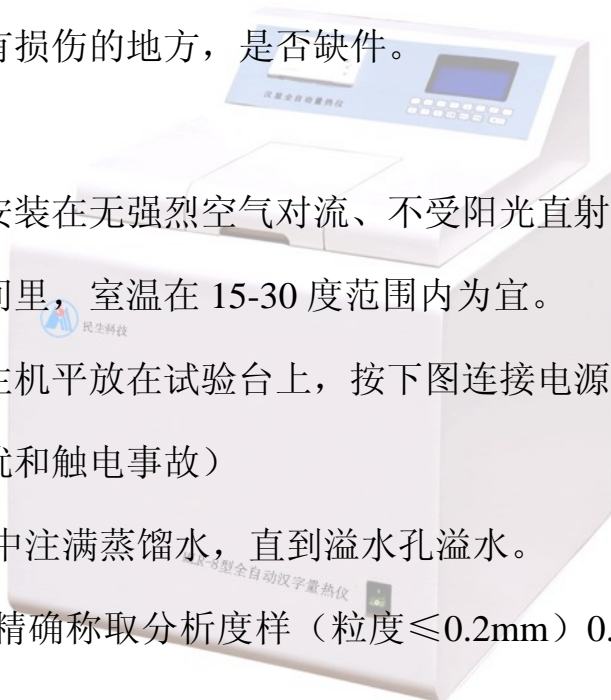 有损伤的地方，是否缺件。
汉显全自动量热仪
安装在无强烈空气对流、不受阳光直射
间里，室温在 15-30 度范围内为宜。
民生科技
主机平放在试验台上，按下图连接电源
扰和触电事故）
中注满蒸馏水，直到溢水孔溢水。
-8型全自动汉字量热仪
精确称取分析度样（粒度≤0.2mm）0.